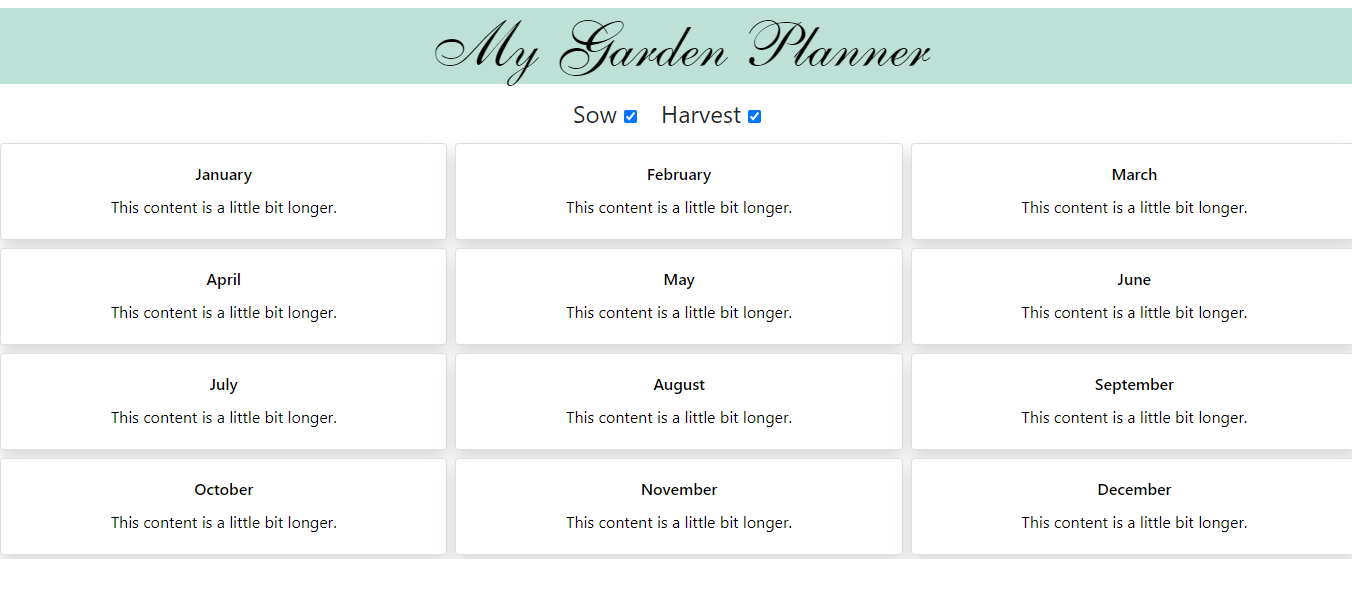 My Garden Planner
Sow Harvest
January February March
This content is a little bit longer. This content is a little bit longer. This content is a little bit longer.
April May June
This content is a little bit longer. This content is a little bit longer. This content is a little bit longer.
July August September
This content is a little bit longer. This content is a little bit longer. This content is a little bit longer.
October November December
This content is a little bit longer. This content is a little bit longer. This content is a little bit longer.